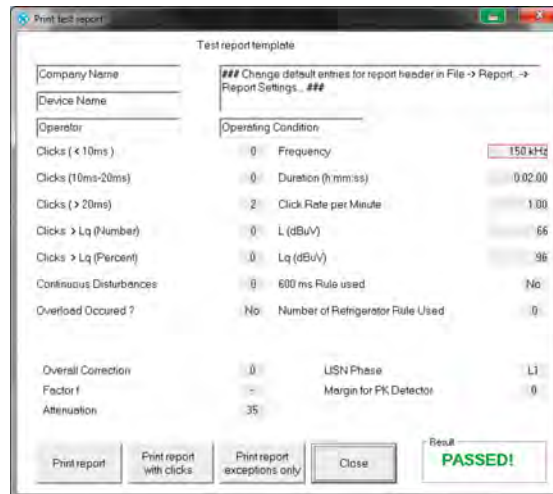 Print test report
Test report template
Company Name
### Change default entries for report header in File -> Report.. ->
Report Settings... ###
Device Name
Operator
Operating Condition
Clicks ( < 10ms ) 0 Frequency 150 kHz
Clicks (10ms-20ms) 0 Duration (h:mm:ss) 0:02:00
Clicks ( > 20ms) 2 Click Rate per Minute 1.00
Clicks > Lq (Number) 0 L (dBuV) 66
Clicks > Lq (Percent) 0 Lq (dBuV) 96
Continuous Disturbances 0 600 ms Rule used No
Overload Occured ? No Number of Refrigerator Rule Used 0
Overall Correction 0 LISN Phase L1
Factor f - Margin for PK Detector 0
Attenuation 35
Print report
Print report
with clicks
Print report
exceptions only
Close
Result
PASSED!